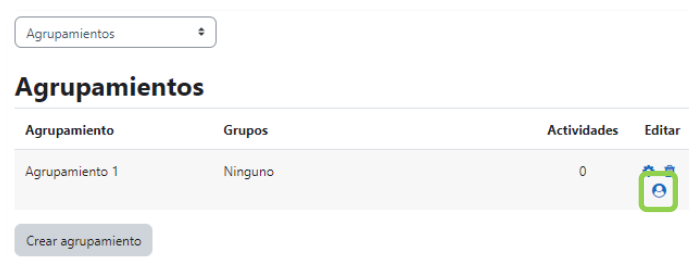 Agrupamientos
Agrupamientos
Agrupamiento Grupos Actividades Editar
Agrupamiento 1 Ninguno 0
Crear agrupamiento